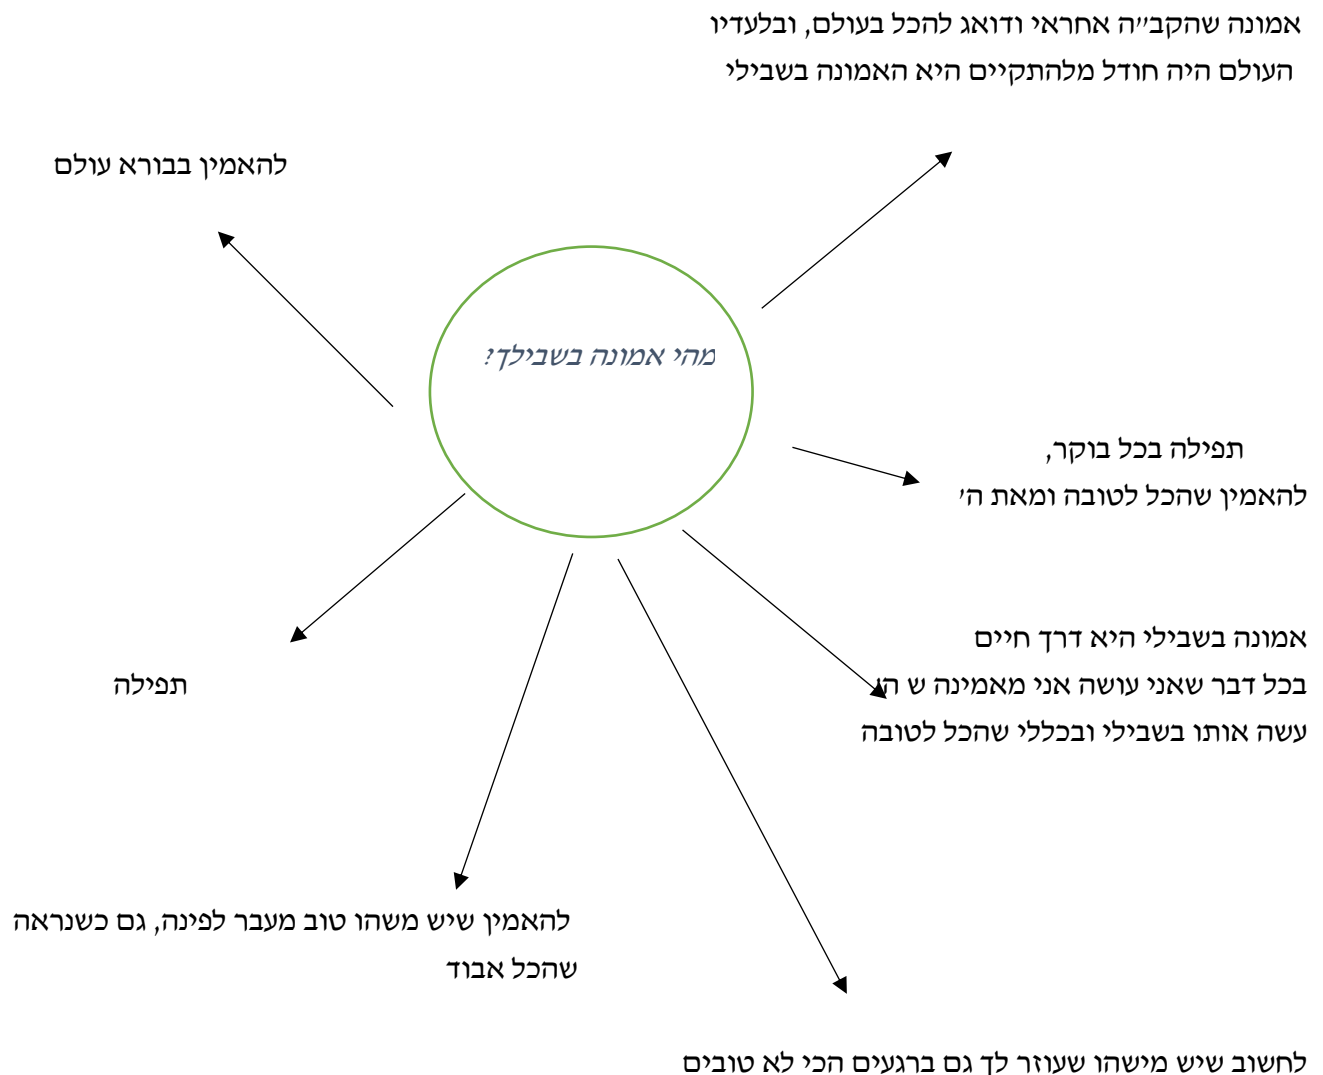 אמונה שהקב״ה אחראי ודואג להכל בעולם, ובלעדיו
העולם היה חודל מלהתקיים היא האמונה בשבילי
להאמין בבורא עולם
מהי אמונה בשבילך?
תפילה בכל בוקר,
להאמין שהכל לטובה ומאת ה׳
אמונה בשבילי היא דרך חיים
בכל דבר שאני עושה אני מאמינה ש ה׳
עשה אותו בשבילי ובכללי שהכל לטובה
תפילה
להאמין שיש משהו טוב מעבר לפינה, גם כשנראה
שהכל אבוד
לחשוב שיש מישהו שעוזר לך גם ברגעים הכי לא טובים